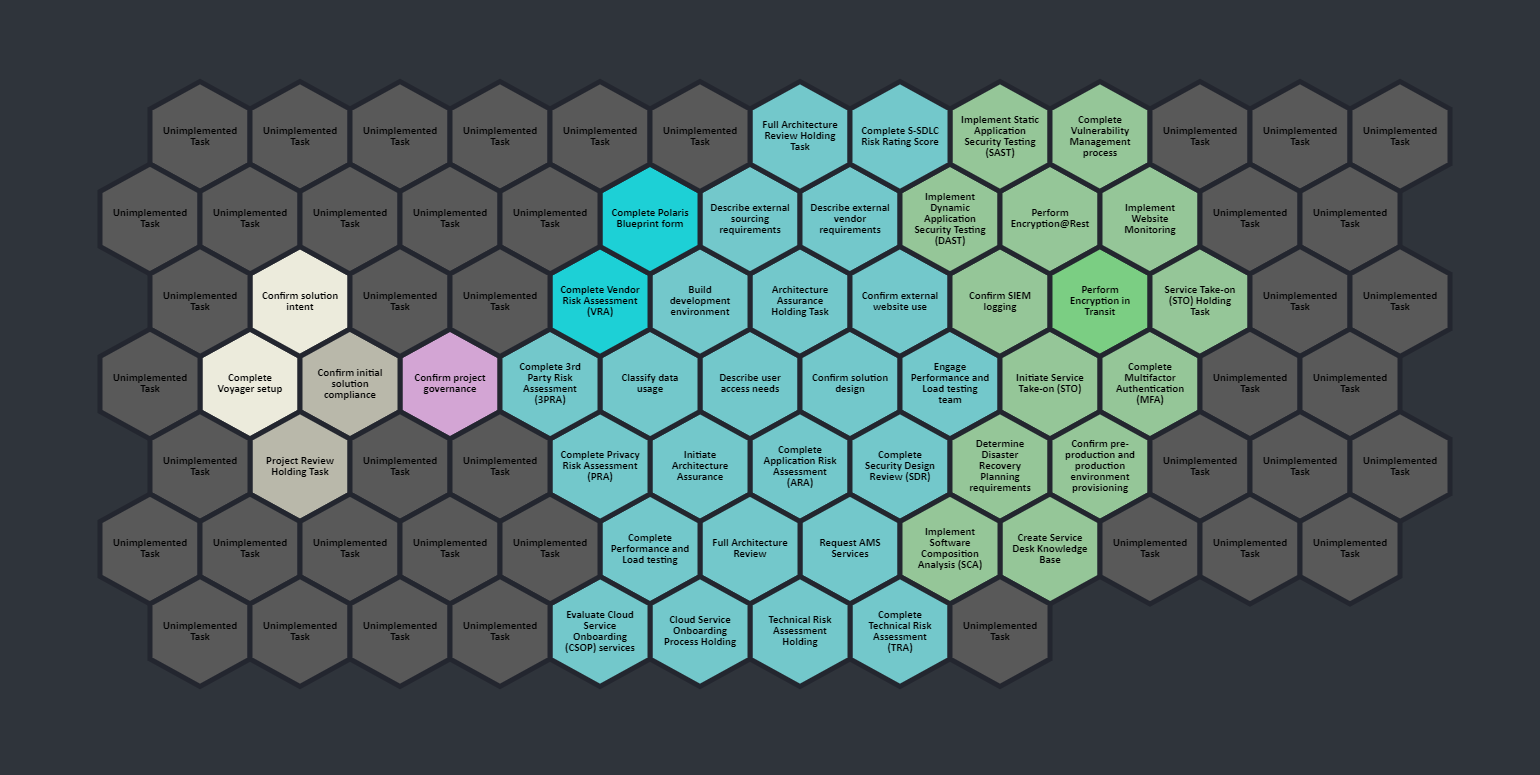 Unimplemented
Task
Unimplemented
Task
Unimplemented
Task
Unimplemented
Task
Unimplemented
Task
Unimplemented
Task
Full Architecture
Review Holding
Task
Complete S-SDLC
Risk Rating Score
Implement Static
Application
Security Testing
(SAST)
Complete
Vulnerability
Management
process
Unimplemented
Task
Unimplemented
Task
Unimplemented
Task
Unimplemented
Task
Unimplemented
Task
Unimplemented
Task
Unimplemented
Task
Unimplemented
Task
Complete Polaris
Blueprint form
Describe external
sourcing
requirements
Describe external
vendor
requirements
Implement
Dynamic
Application
Security Testing
(DAST)
Perform
Encryption@Rest
Implement
Website
Monitoring
Unimplemented
Task
Unimplemented
Task
Unimplemented
Task
Confirm solution
intent
Unimplemented
Task
Unimplemented
Task
Complete Vendor
Risk Assessment
(VRA)
Build
development
environment
Architecture
Assurance
Holding Task
Confirm external
website use
Confirm SIEM
logging
Perform
Encryption in
Transit
Service Take-on
(STO) Holding
Task
Unimplemented
Task
Unimplemented
Task
Unimplemented
Task
Complete
Voyager setup
Confirm initial
solution
compliance
Confirm project
governance
Complete 3rd
Party Risk
Assessment
(3PRA)
Classify data
usage
Describe user
access needs
Confirm solution
design
Engage
Performance and
Load testing
team
Initiate Service
Take-on (STO)
Complete
Multifactor
Authentication
(MFA)
Unimplemented
Task
Unimplemented
Task
Unimplemented
Task
Project Review
Holding Task
Unimplemented
Task
Unimplemented
Task
Complete Privacy
Risk Assessment
(PRA)
Initiate
Architecture
Assurance
Complete
Application Risk
Assessment
(ARA)
Complete
Security Design
Review (SDR)
Determine
Disaster
Recovery
Planning
requirements
Confirm pre-
production and
production
environment
provisioning
Unimplemented
Task
Unimplemented
Task
Unimplemented
Task
Unimplemented
Task
Unimplemented
Task
Unimplemented
Task
Unimplemented
Task
Unimplemented
Task
Complete
Performance and
Load testing
Full Architecture
Review
Request AMS
Services
Implement
Software
Composition
Analysis (SCA)
Create Service
Desk Knowledge
Base
Unimplemented
Task
Unimplemented
Task
Unimplemented
Task
Unimplemented
Task
Unimplemented
Task
Unimplemented
Task
Unimplemented
Task
Evaluate Cloud
Service
Onboarding
(CSOP) services
Cloud Service
Onboarding
Process Holding
Technical Risk
Assessment
Holding
Complete
Technical Risk
Assessment
(TRA)
Unimplemented
Task